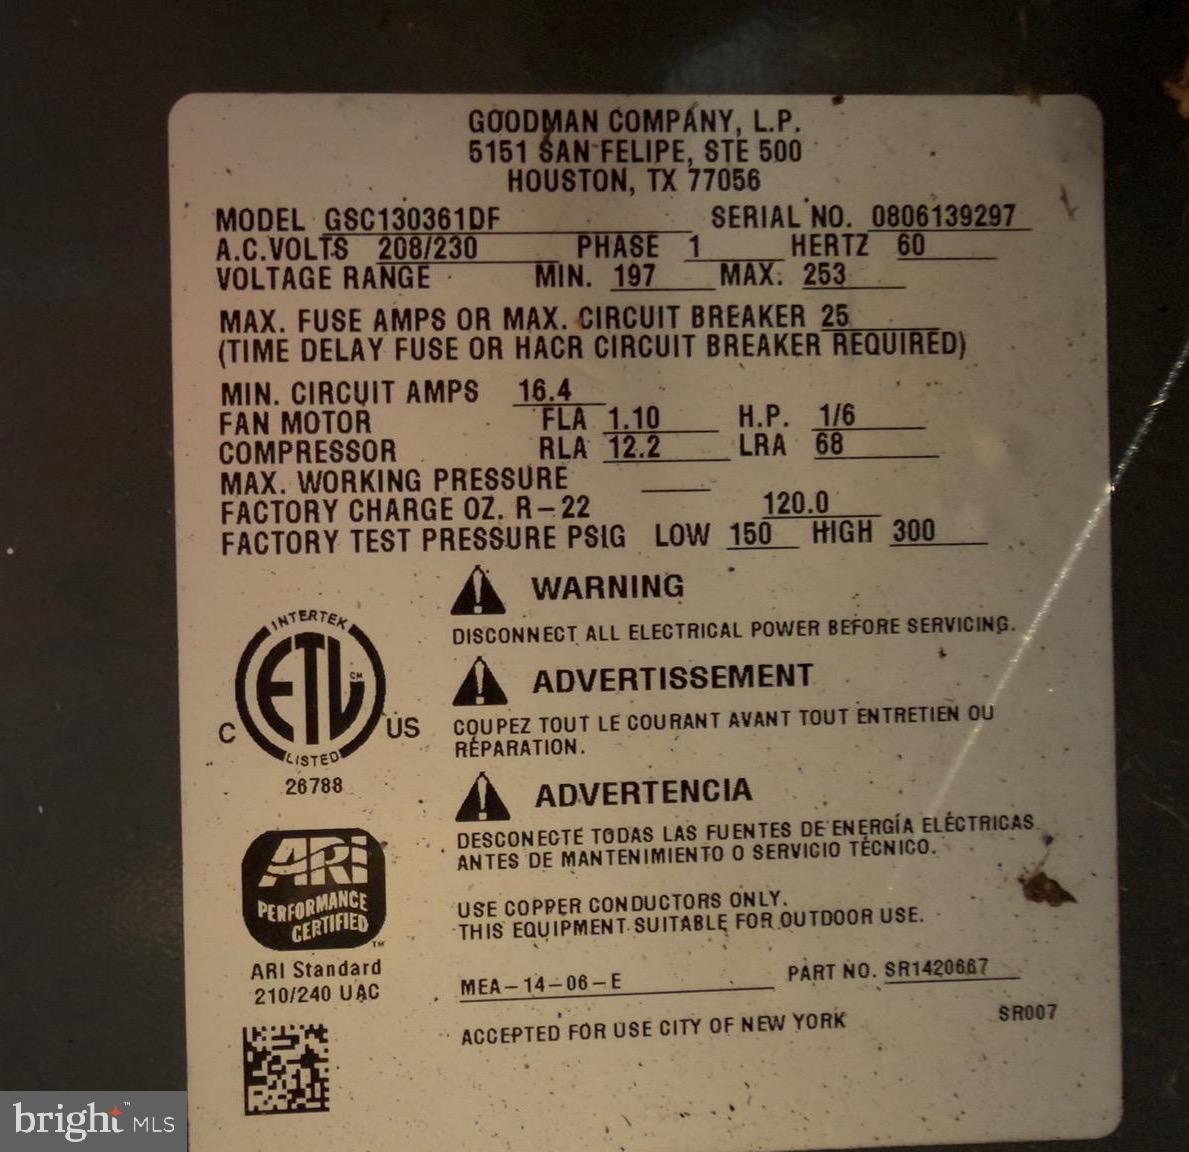 GOODMAN COMPANY, L.P.
5151 SAN FELIPE, STE 500
HOUSTON, TX 77056
MODEL GSC130361DF SERIAL NO. 0806139297
A.C.VOLTS 208/230 PHASE 1 HERTZ 60
VOLTAGE RANGE MIN. 197 MAX. 253
MAX. FUSE AMPS OR MAX. CIRCUIT BREAKER 25
(TIME DELAY FUSE OR HACR CIRCUIT BREAKER REQUIRED)
MIN. CIRCUIT AMPS 16.4
FAN MOTOR FLA 1.10 H.P. 1/6
COMPRESSOR RLA 12.2 LRA 68
MAX. WORKING PRESSURE
FACTORY CHARGE OZ. R-22 120.0
FACTORY TEST PRESSURE PSIG LOW 150 HIGH 300
WARNING
DISCONNECT ALL ELECTRICAL POWER BEFORE SERVICING.
ADVERTISSEMENT
COUPEZ TOUT LE COURANT AVANT TOUT ENTRETIEN OU
RÉPARATION.
ADVERTENCIA
DESCONECTE TODAS LAS FUENTES DE ENERGÍA ELÉCTRICAS
ANTES DE MANTENIMIENTO O SERVICIO TÉCNICO.
USE COPPER CONDUCTORS ONLY.
THIS EQUIPMENT SUITABLE FOR OUTDOOR USE.
MEA-14-06-E PART NO. SR1420667
ACCEPTED FOR USE CITY OF NEW YORK SR007
INTERTEK
ETL CM
C US
LISTED
26788
ARI
PERFORMANCE
CERTIFIED TM
ARI Standard
210/240 UAC
bright™ MLS